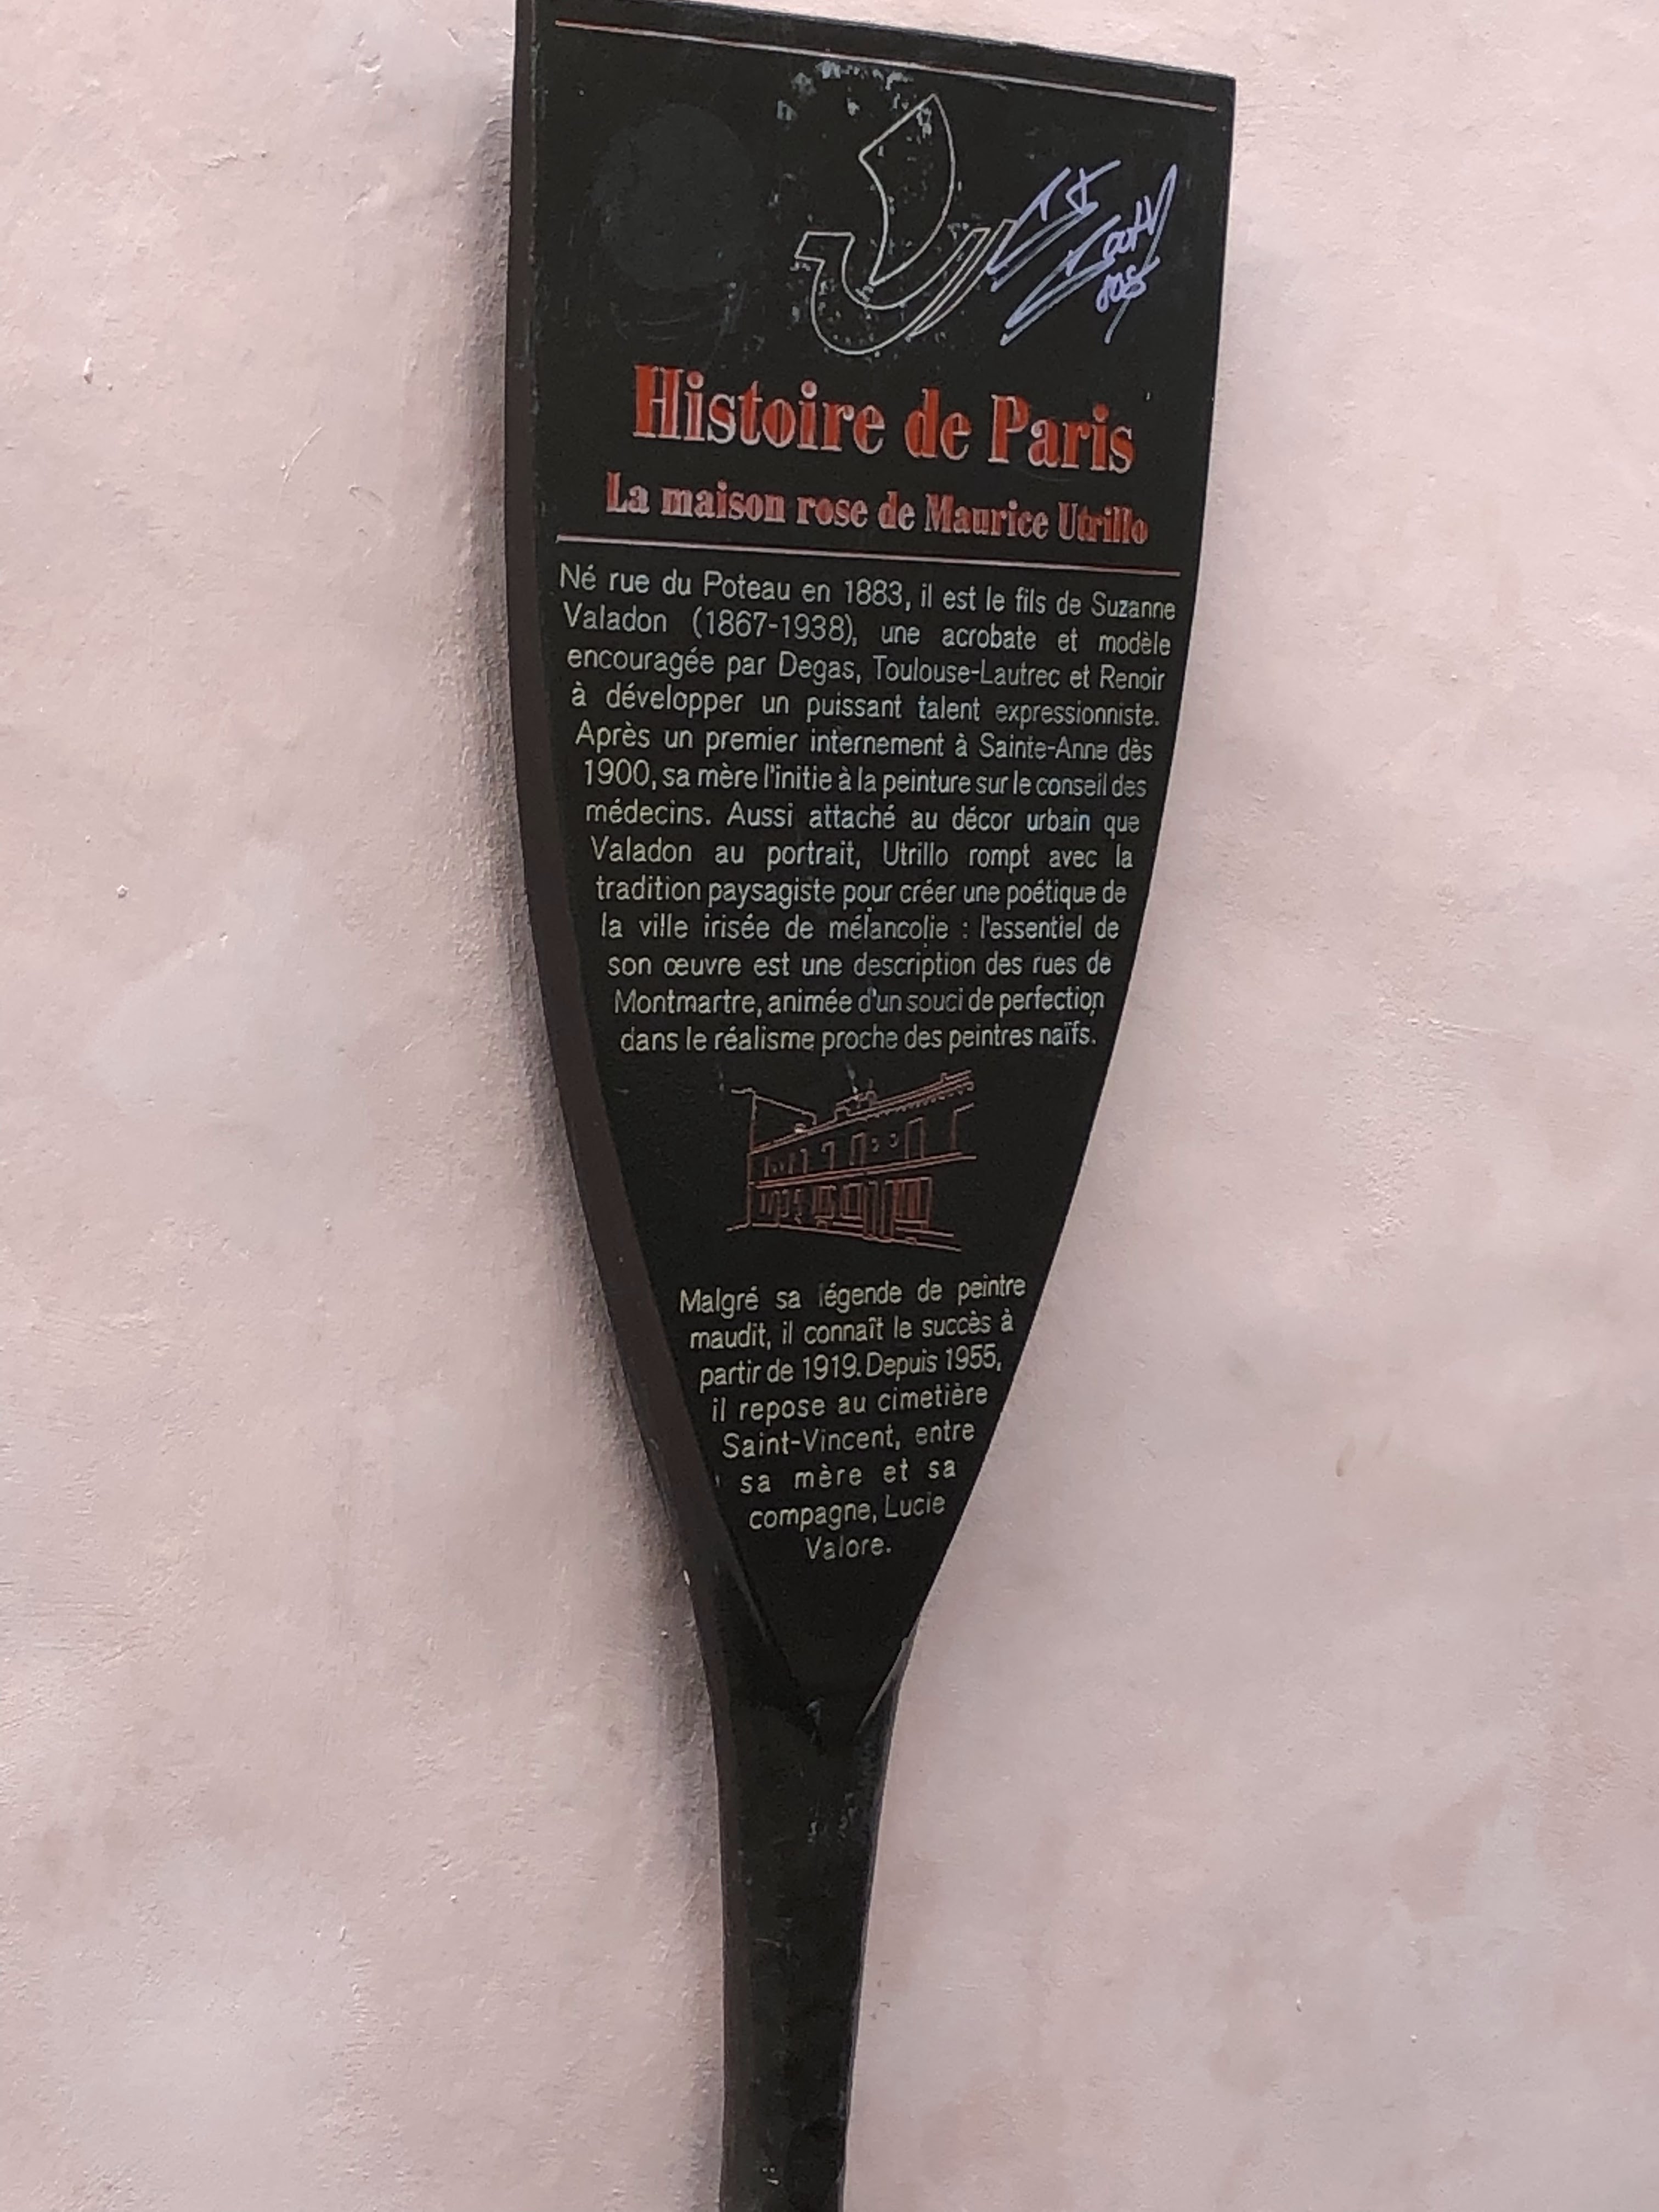 Histoire de Paris
La maison rose de Maurice Utrillo
Né rue du Poteau en 1883, il est le fils de Suzanne
Valadon (1867-1938), une acrobate et modèle
encouragée par Degas, Toulouse-Lautrec et Renoir
à développer un puissant talent expressionniste.
Après un premier internement à Sainte-Anne dès
1900, sa mère l'initie à la peinture sur le conseil des
médecins. Aussi attaché au décor urbain que
Valadon au portrait, Utrillo rompt avec la
tradition paysagiste pour créer une poétique de
la ville irisée de mélancolie : l'essentiel de
son œuvre est une description des rues de
Montmartre, animée d'un souci de perfection
dans le réalisme proche des peintres naïfs.
Malgré sa légende de peintre
maudit, il connaît le succès à
partir de 1919. Depuis 1955,
il repose au cimetière
Saint-Vincent, entre
sa mère et sa
compagne, Lucie
Valore.